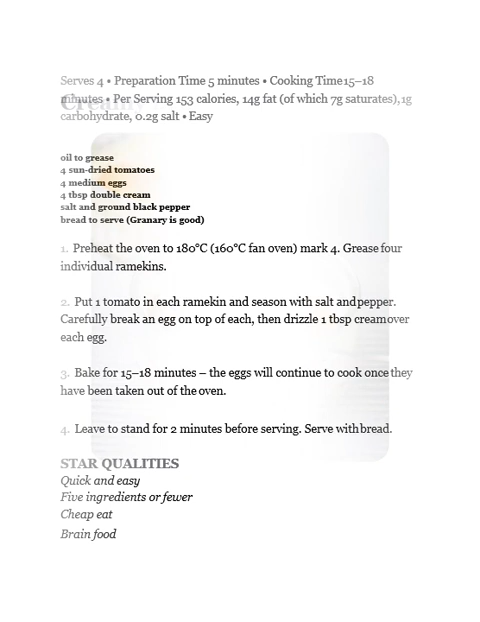 Serves 4 • Preparation Time 5 minutes • Cooking Time 15–18
minutes • Per Serving 153 calories, 14g fat (of which 7g saturates), 1g
carbohydrate, 0.2g salt • Easy
oil to grease
4 sun-dried tomatoes
4 medium eggs
4 tbsp double cream
salt and ground black pepper
bread to serve (Granary is good)
1. Preheat the oven to 180°C (160°C fan oven) mark 4. Grease four
individual ramekins.
2. Put 1 tomato in each ramekin and season with salt and pepper.
Carefully break an egg on top of each, then drizzle 1 tbsp cream over
each egg.
3. Bake for 15–18 minutes – the eggs will continue to cook once they
have been taken out of the oven.
4. Leave to stand for 2 minutes before serving. Serve with bread.
STAR QUALITIES
Quick and easy
Five ingredients or fewer
Cheap eat
Brain food